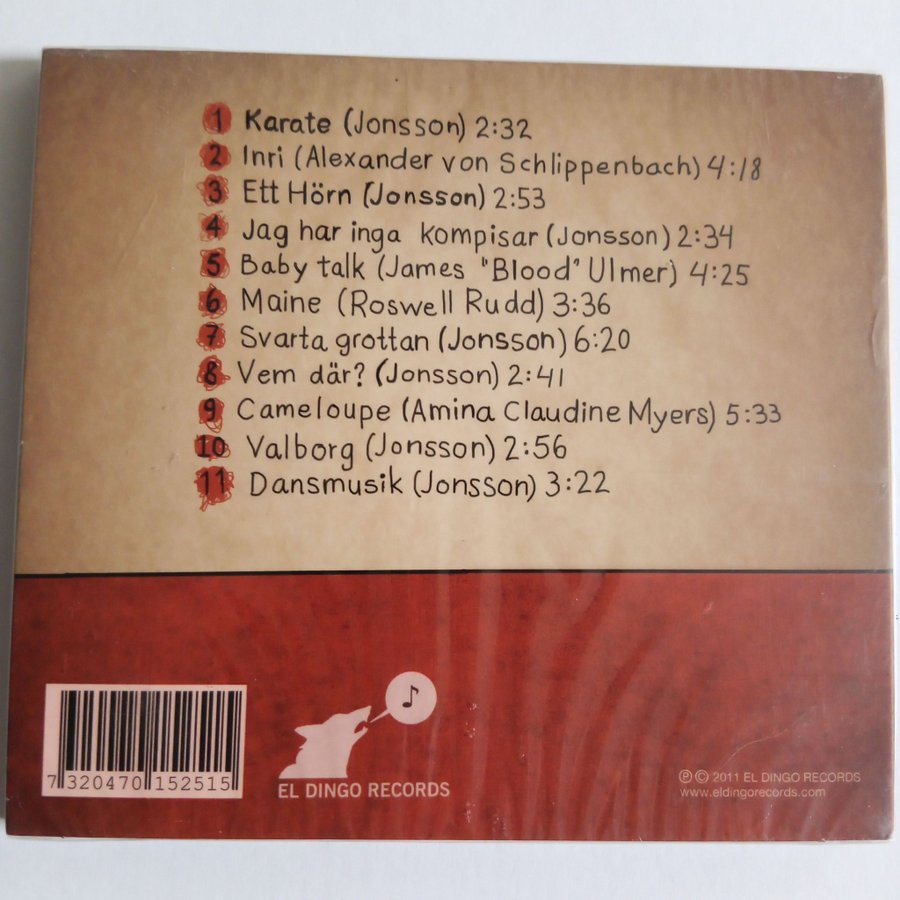 1 Karate (Jonsson) 2:32
2 Inri (Alexander von Schlippenbach) 4:18
3 Ett Hörn (Jonsson) 2:53
4 Jag har inga kompisar (Jonsson) 2:34
5 Baby talk (James "Blood" Ulmer) 4:25
6 Maine (Roswell Rudd) 3:36
7 Svarta grottan (Jonsson) 6:20
8 Vem där? (Jonsson) 2:41
9 Cameloupe (Amina Claudine Myers) 5:33
10 Valborg (Jonsson) 2:56
11 Dansmusik (Jonsson) 3:22
7 320470 152515
EL DINGO RECORDS
℗ © 2011 EL DINGO RECORDS
www.eldingorecords.com